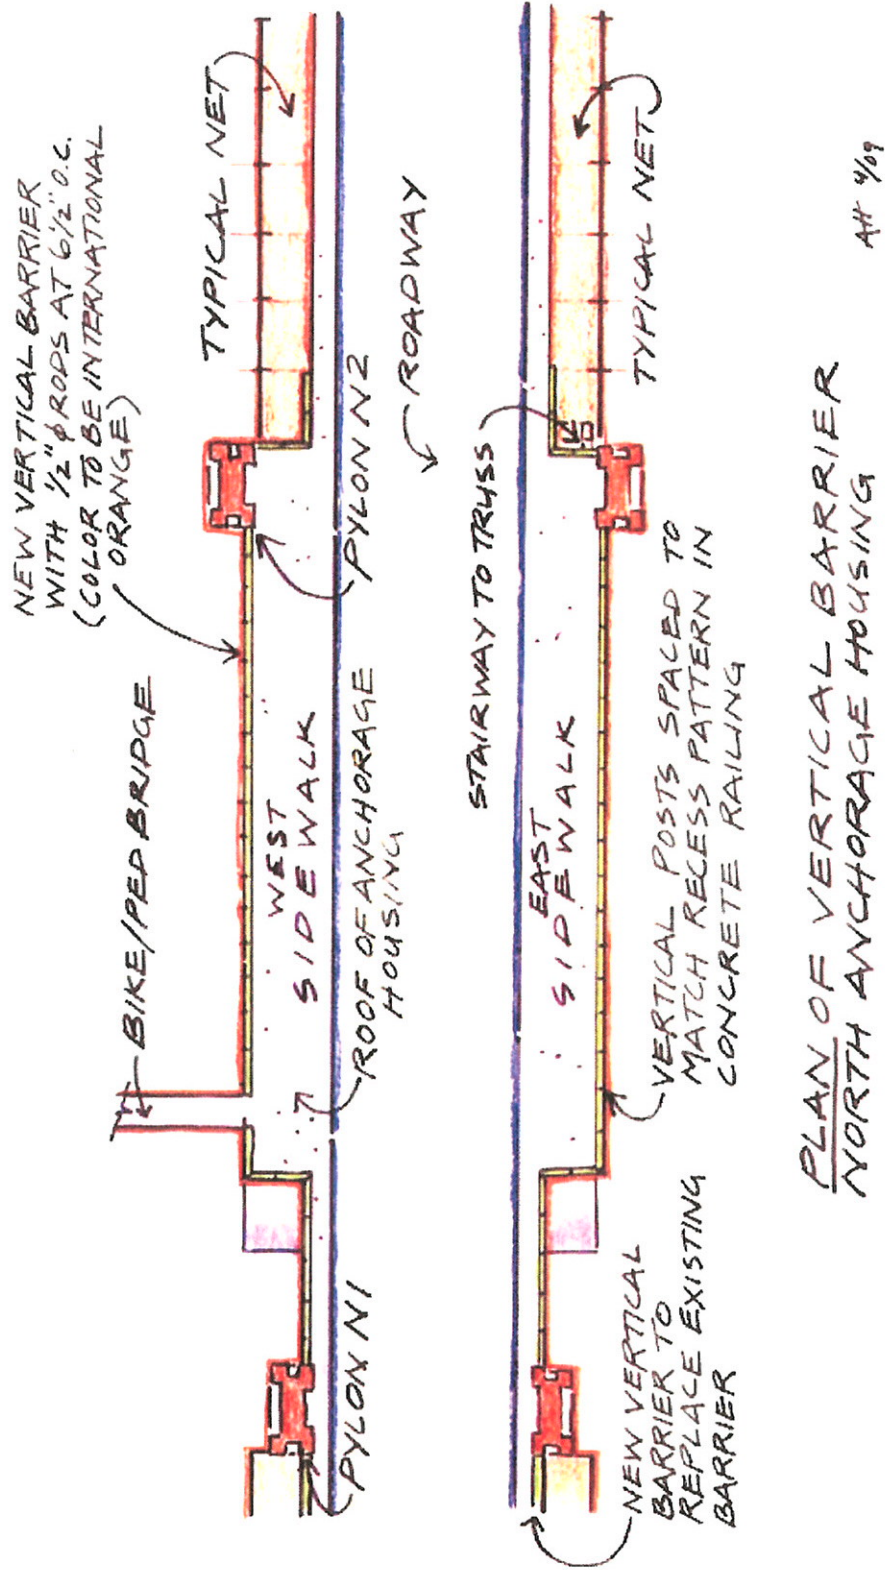 NEW VERTICAL BARRIER
WITH 1/2" ϕ RODS AT 6 1/2" O.C.
(COLOR TO BE INTERNATIONAL
ORANGE)
BIKE/PED BRIDGE
TYPICAL NET
PYLON N1
WEST
SIDEWALK
ROOF OF ANCHORAGE
HOUSING
PYLON N2
ROADWAY
STAIRWAY TO TRUSS
EAST
SIDEWALK
TYPICAL NET
NEW VERTICAL
BARRIER TO
REPLACE EXISTING
BARRIER
VERTICAL POSTS SPACED TO
MATCH RECESS PATTERN IN
CONCRETE RAILING
PLAN OF VERTICAL BARRIER
NORTH ANCHORAGE HOUSING
4/09